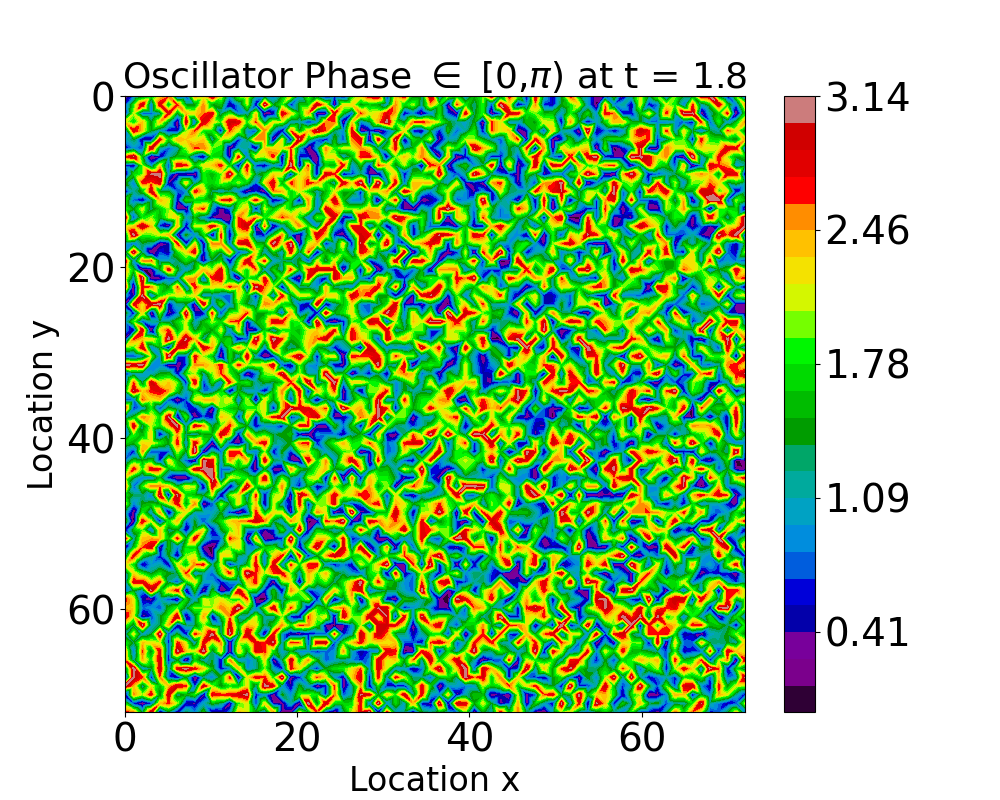 Oscillator Phase ∈ [0,π) at t = 1.8
0
20
40
60
Location y
0 20 40 60
Location x
3.14
2.46
1.78
1.09
0.41